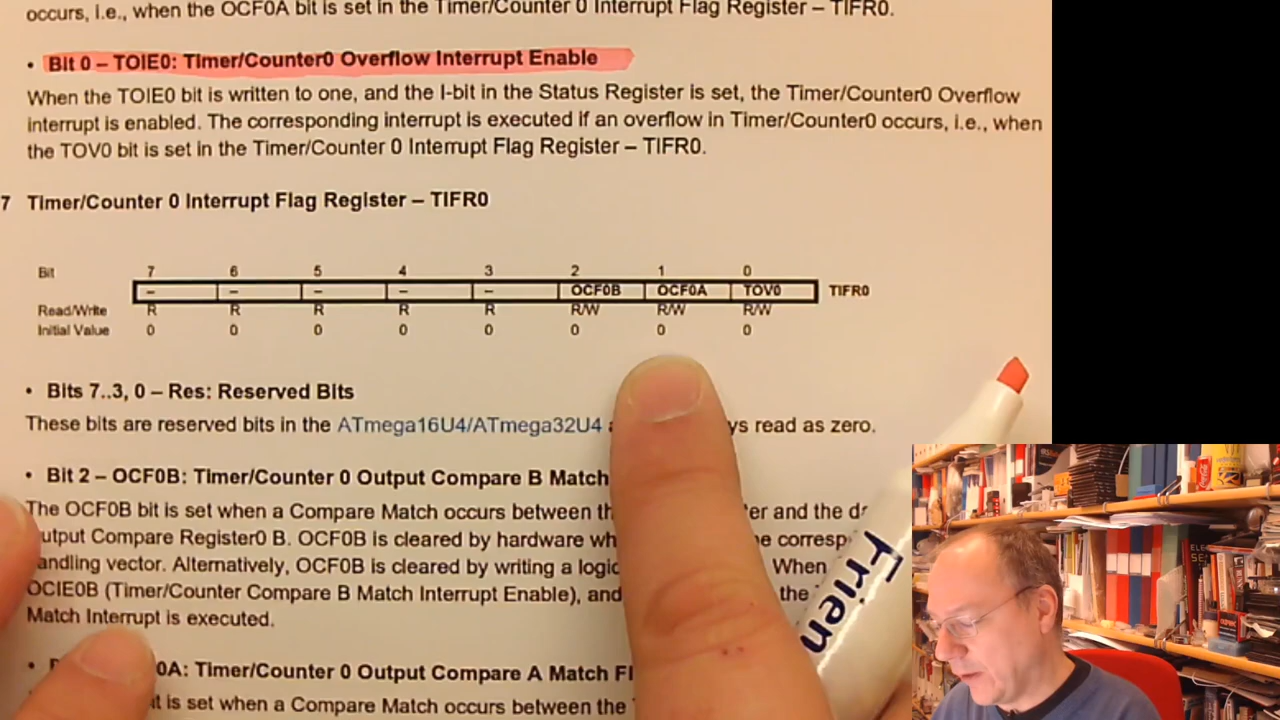 occurs, i.e., when the OCF0A bit is set in the Timer/Counter 0 Interrupt Flag Register – TIFR0.
• Bit 0 – TOIE0: Timer/Counter0 Overflow Interrupt Enable
When the TOIE0 bit is written to one, and the I-bit in the Status Register is set, the Timer/Counter0 Overflow
interrupt is enabled. The corresponding interrupt is executed if an overflow in Timer/Counter0 occurs, i.e., when
the TOV0 bit is set in the Timer/Counter 0 Interrupt Flag Register – TIFR0.
7 Timer/Counter 0 Interrupt Flag Register – TIFR0
Bit 7 6 5 4 3 2 1 0
– – – – – OCF0B OCF0A TOV0 TIFR0
Read/Write R R R R R R/W R/W R/W
Initial Value 0 0 0 0 0 0 0 0
• Bits 7..3, 0 – Res: Reserved Bits
These bits are reserved bits in the ATmega16U4/ATmega32U4 ys read as zero.
• Bit 2 – OCF0B: Timer/Counter 0 Output Compare B Match
The OCF0B bit is set when a Compare Match occurs between th er and the da
utput Compare Register0 B. OCF0B is cleared by hardware wh e corresp
andling vector. Alternatively, OCF0B is cleared by writing a logic When
OCIE0B (Timer/Counter Compare B Match Interrupt Enable), and the
Match Interrupt is executed.
• 0A: Timer/Counter 0 Output Compare A Match Fl
it is set when a Compare Match occurs between the
Frien